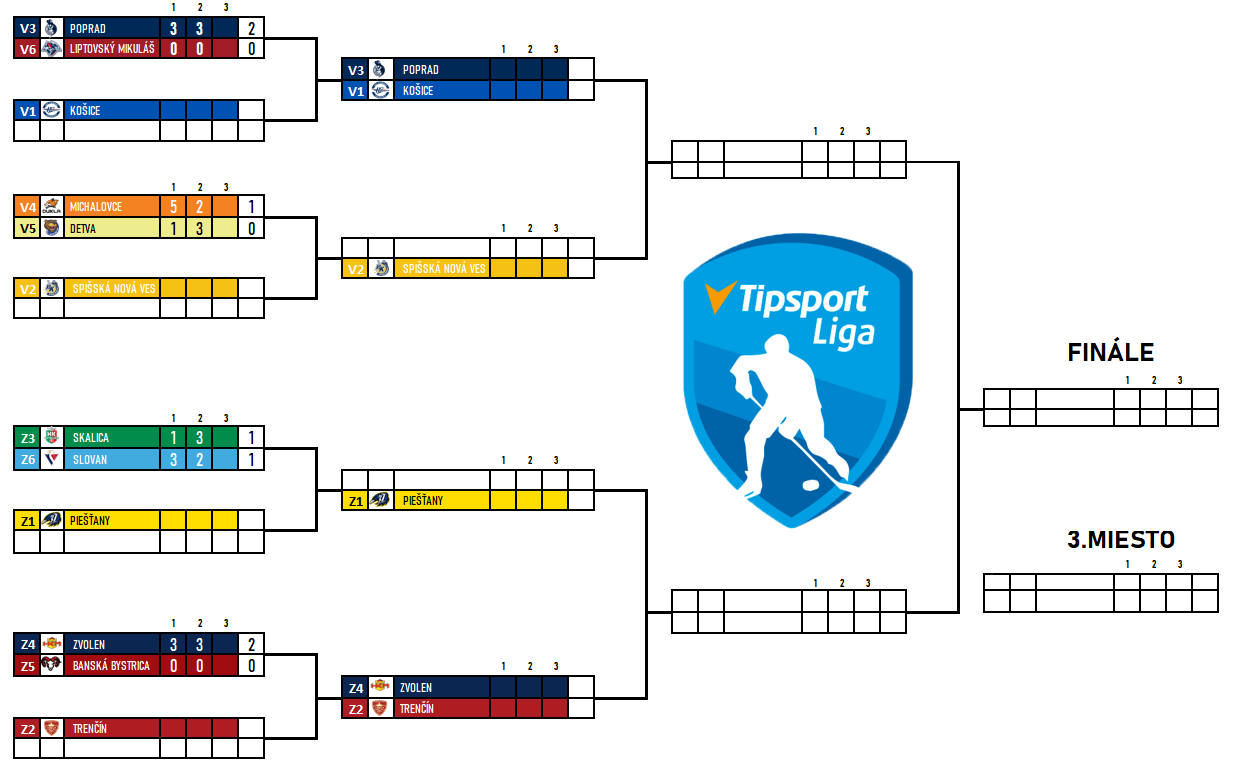 1 2 3
V3 POPRAD 3 3 2
V6 LIPTOVSKÝ MIKULÁŠ 0 0 0
1 2 3
V3 POPRAD
V1 KOŠICE
V1 KOŠICE
1 2 3
1 2 3
V4 DUKLA MICHALOVCE 5 2 1
V5 DETVA 1 3 0
1 2 3
V2 SPIŠSKÁ NOVÁ VES
V2 SPIŠSKÁ NOVÁ VES
Tipsport
Liga
FINÁLE
1 2 3
1 2 3
Z3 SKALICA 1 3 1
Z6 SLOVAN 3 2 1
1 2 3
Z1 PIEŠŤANY
Z1 PIEŠŤANY
3.MIESTO
1 2 3
1 2 3
1 2 3
Z4 ZVOLEN 3 3 2
Z5 BANSKÁ BYSTRICA 0 0 0
1 2 3
Z4 ZVOLEN
Z2 TRENČÍN
Z2 TRENČÍN